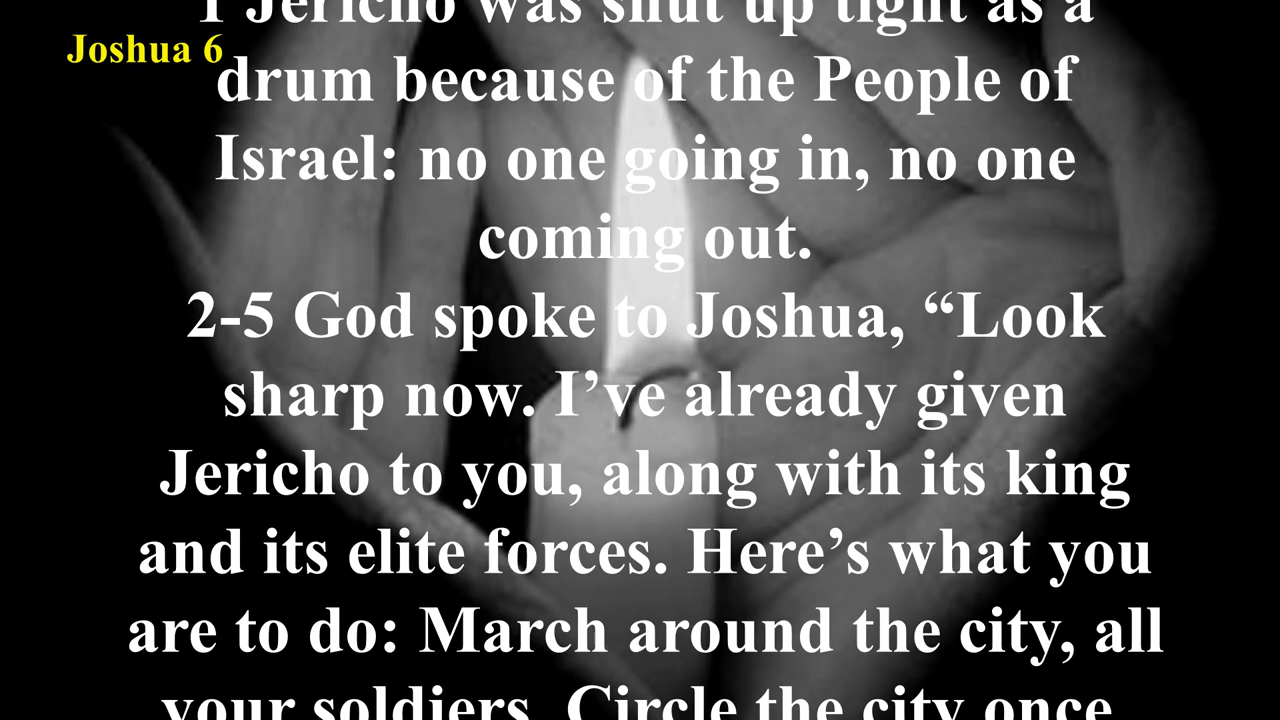 1 Jericho was shut up tight as a
Joshua 6
drum because of the People of
Israel: no one going in, no one
coming out.
2-5 God spoke to Joshua, “Look
sharp now. I’ve already given
Jericho to you, along with its king
and its elite forces. Here’s what you
are to do: March around the city, all
your soldiers. Circle the city once